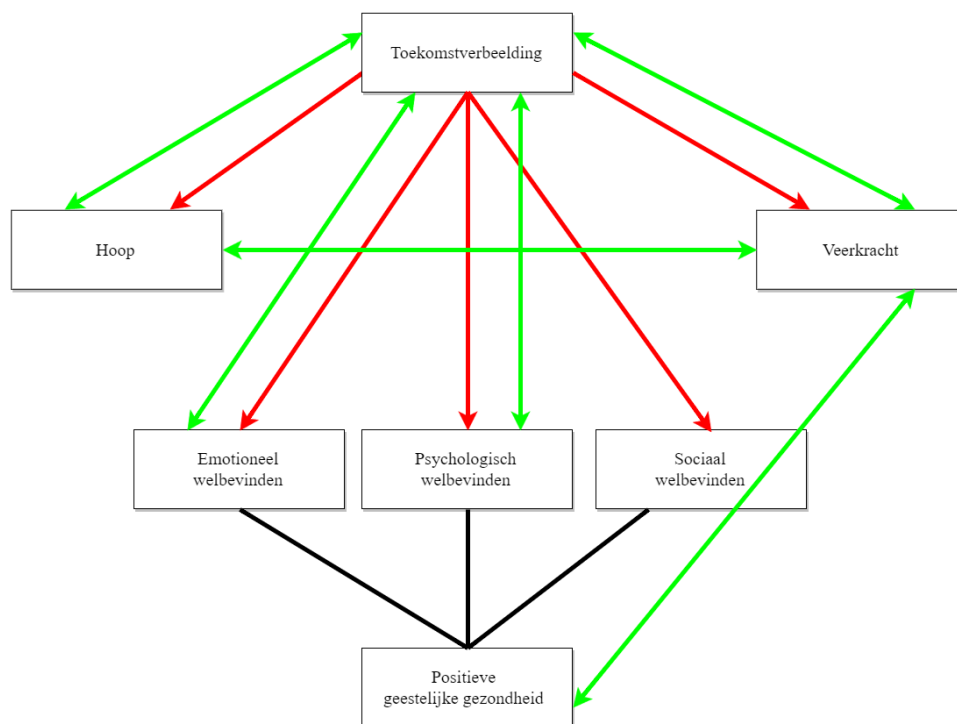 Toekomstverbeelding
Hoop
Veerkracht
Emotioneel
welbevinden
Psychologisch
welbevinden
Sociaal
welbevinden
Positieve
geestelijke gezondheid